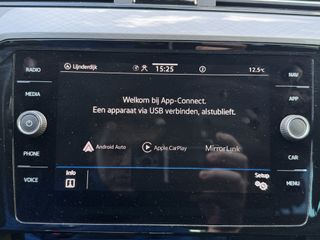 RADIO
MEDIA
PHONE
VOICE
Lijnderdijk 15:25 12.5°C
Welkom bij App-Connect.
Een apparaat via USB verbinden, alstublieft.
Android Auto Apple CarPlay MirrorLink
Info Setup
NAV
APP
CAR
MENU